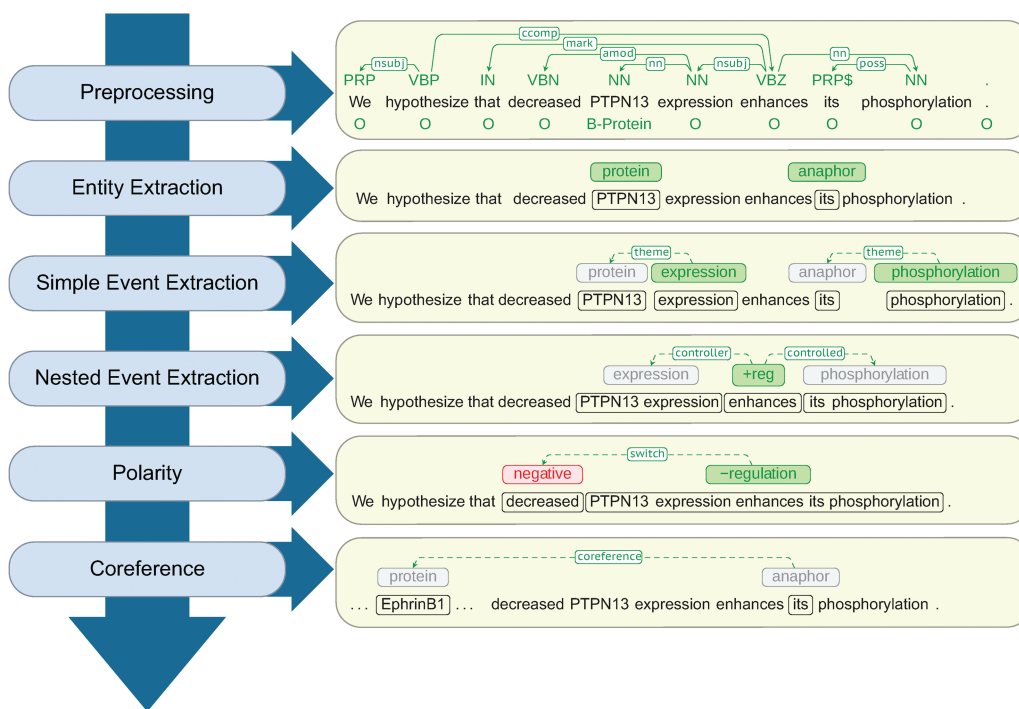 Preprocessing
ccomp
mark
amod
nn
nsubj nn nsubj poss
PRP VBP IN VBN NN NN VBZ PRP$ NN .
We hypothesize that decreased PTPN13 expression enhances its phosphorylation .
O O O O B-Protein O O O O O
Entity Extraction
protein anaphor
We hypothesize that decreased PTPN13 expression enhances its phosphorylation .
Simple Event Extraction
theme theme
protein expression anaphor phosphorylation
We hypothesize that decreased PTPN13 expression enhances its phosphorylation .
Nested Event Extraction
controller controlled
expression +reg phosphorylation
We hypothesize that decreased PTPN13 expression enhances its phosphorylation .
Polarity
switch
negative −regulation
We hypothesize that decreased PTPN13 expression enhances its phosphorylation .
Coreference
coreference
protein anaphor
... EphrinB1 ... decreased PTPN13 expression enhances its phosphorylation .